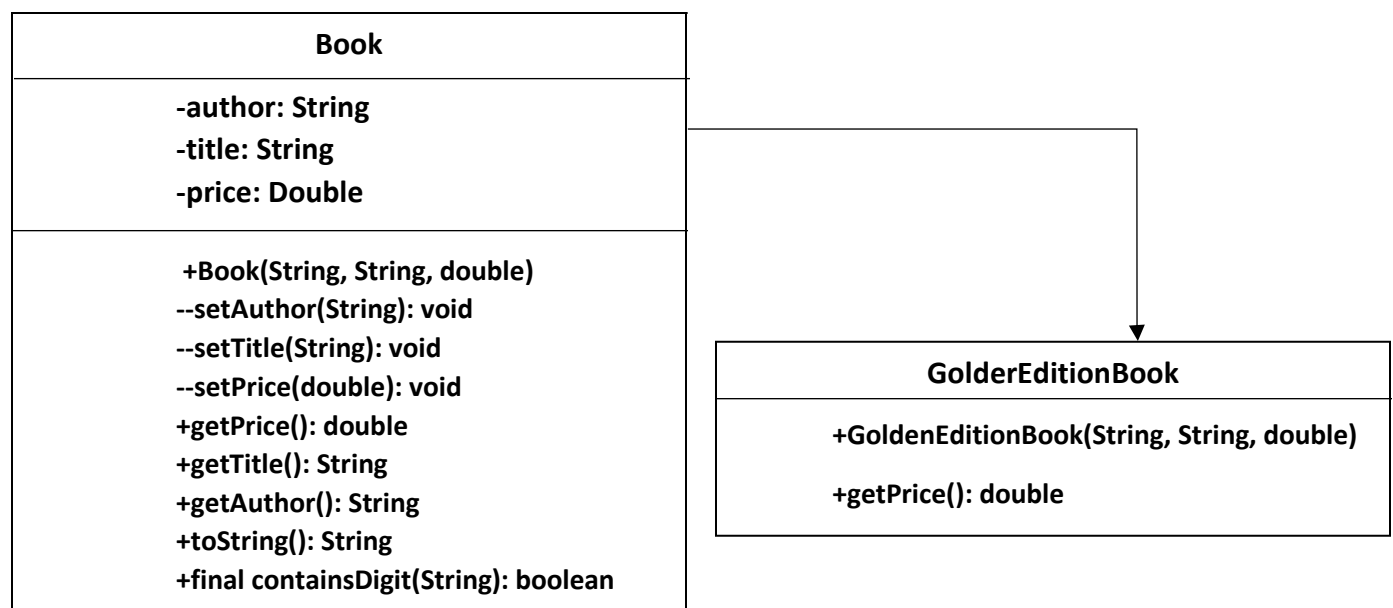 Book
-author: String
-title: String
-price: Double
+Book(String, String, double)
--setAuthor(String): void
--setTitle(String): void
--setPrice(double): void
+getPrice(): double
+getTitle(): String
+getAuthor(): String
+toString(): String
+final containsDigit(String): boolean
GolderEditionBook
+GoldenEditionBook(String, String, double)
+getPrice(): double